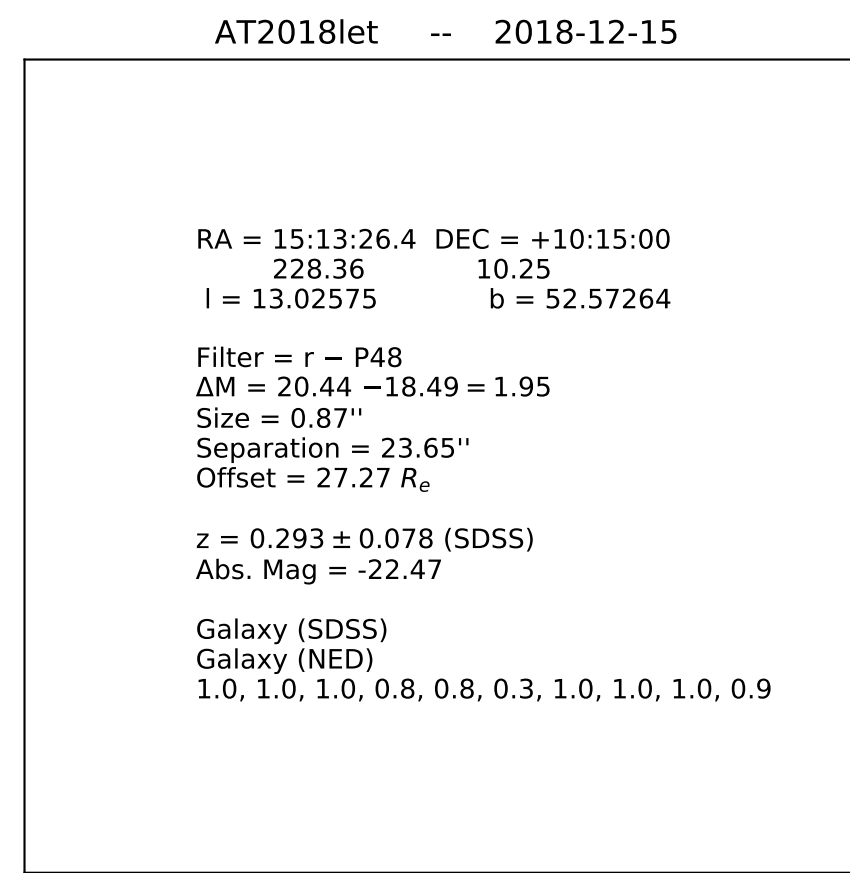 AT2018let -- 2018-12-15
RA = 15:13:26.4 DEC = +10:15:00
228.36 10.25
l = 13.02575 b = 52.57264
Filter = r − P48
ΔM = 20.44 −18.49 = 1.95
Size = 0.87''
Separation = 23.65''
Offset = 27.27 Re
z = 0.293 ± 0.078 (SDSS)
Abs. Mag = -22.47
Galaxy (SDSS)
Galaxy (NED)
1.0, 1.0, 1.0, 0.8, 0.8, 0.3, 1.0, 1.0, 1.0, 0.9